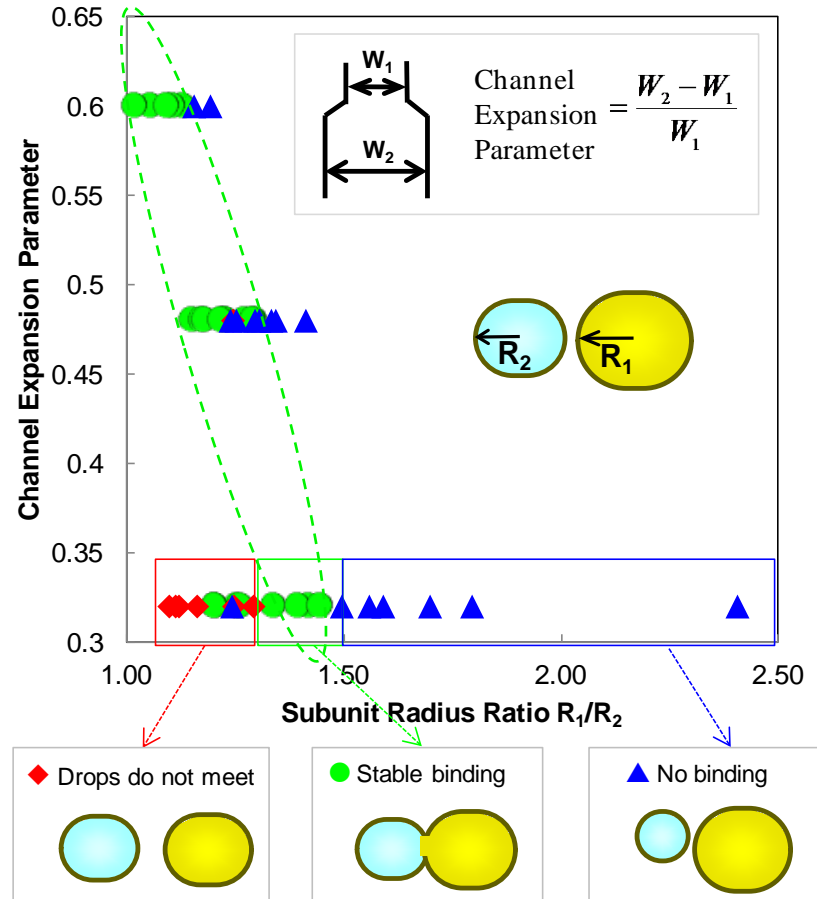 Channel Expansion Parameter
0.65
0.6
0.55
0.5
0.45
0.4
0.35
0.3
W1
W2
Channel
Expansion
Parameter
= W2 − W1
W1
R2
R1
1.00
1.50
2.00
2.50
Subunit Radius Ratio R1/R2
Drops do not meet
Stable binding
No binding